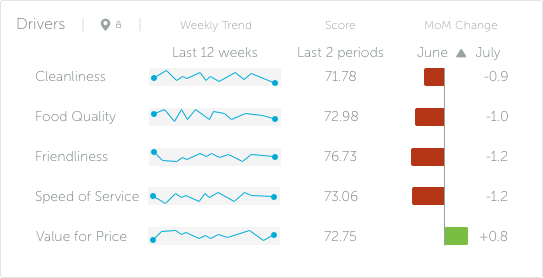 Drivers 8 Weekly Trend Score MoM Change
Last 12 weeks Last 2 periods June ▲ July
Cleanliness 71.78 -0.9
Food Quality 72.98 -1.0
Friendliness 76.73 -1.2
Speed of Service 73.06 -1.2
Value for Price 72.75 +0.8